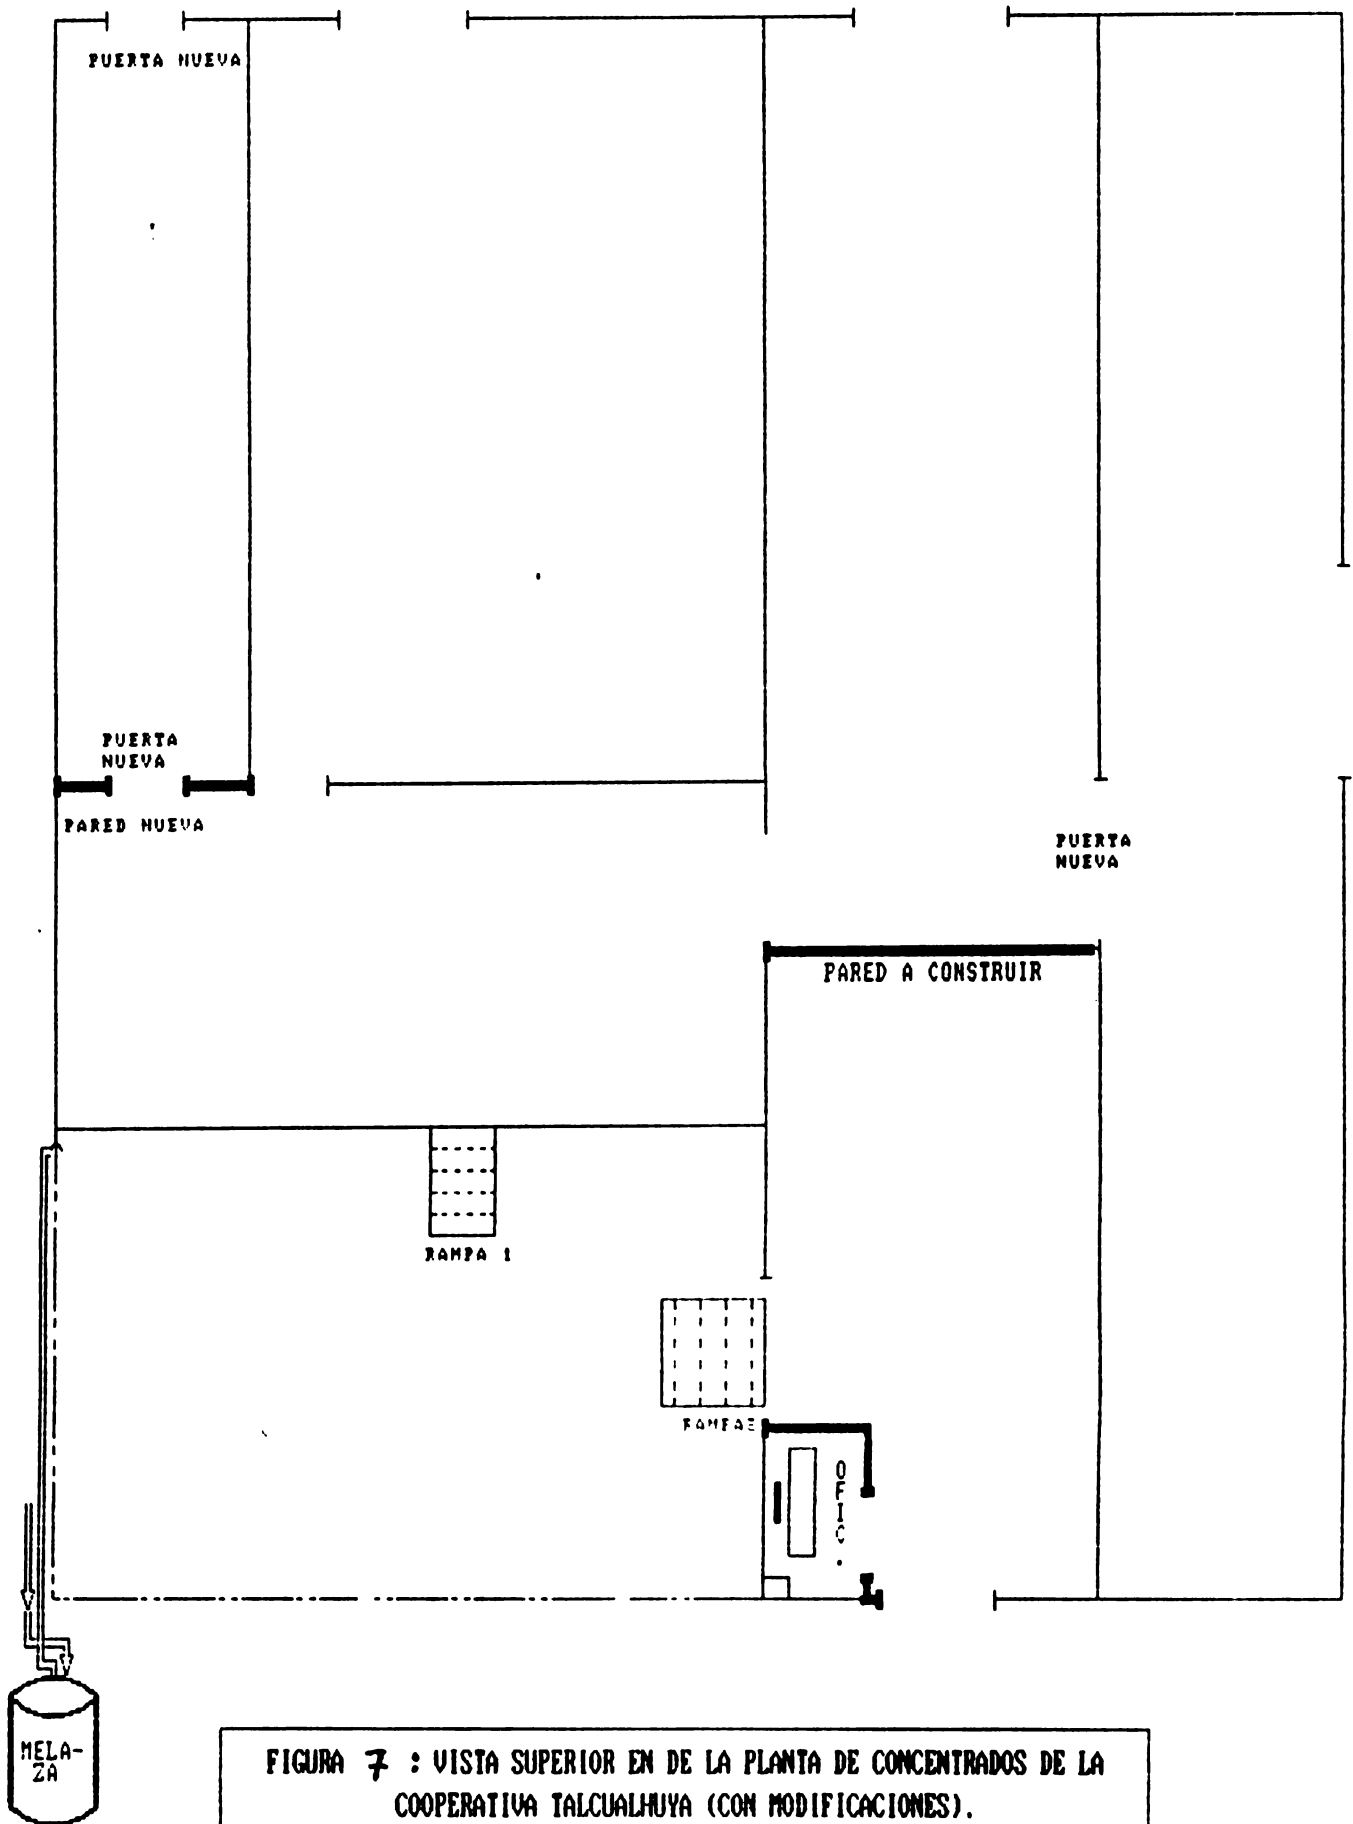 PUERTA NUEVA
PUERTA
NUEVA
PARED NUEVA
PUERTA
NUEVA
PARED A CONSTRUIR
RAMPA 1
RAMPA2
OFIC.
MELA-
ZA
FIGURA 7 : VISTA SUPERIOR EN DE LA PLANTA DE CONCENTRADOS DE LA
COOPERATIVA TALCUALHUYA (CON MODIFICACIONES).